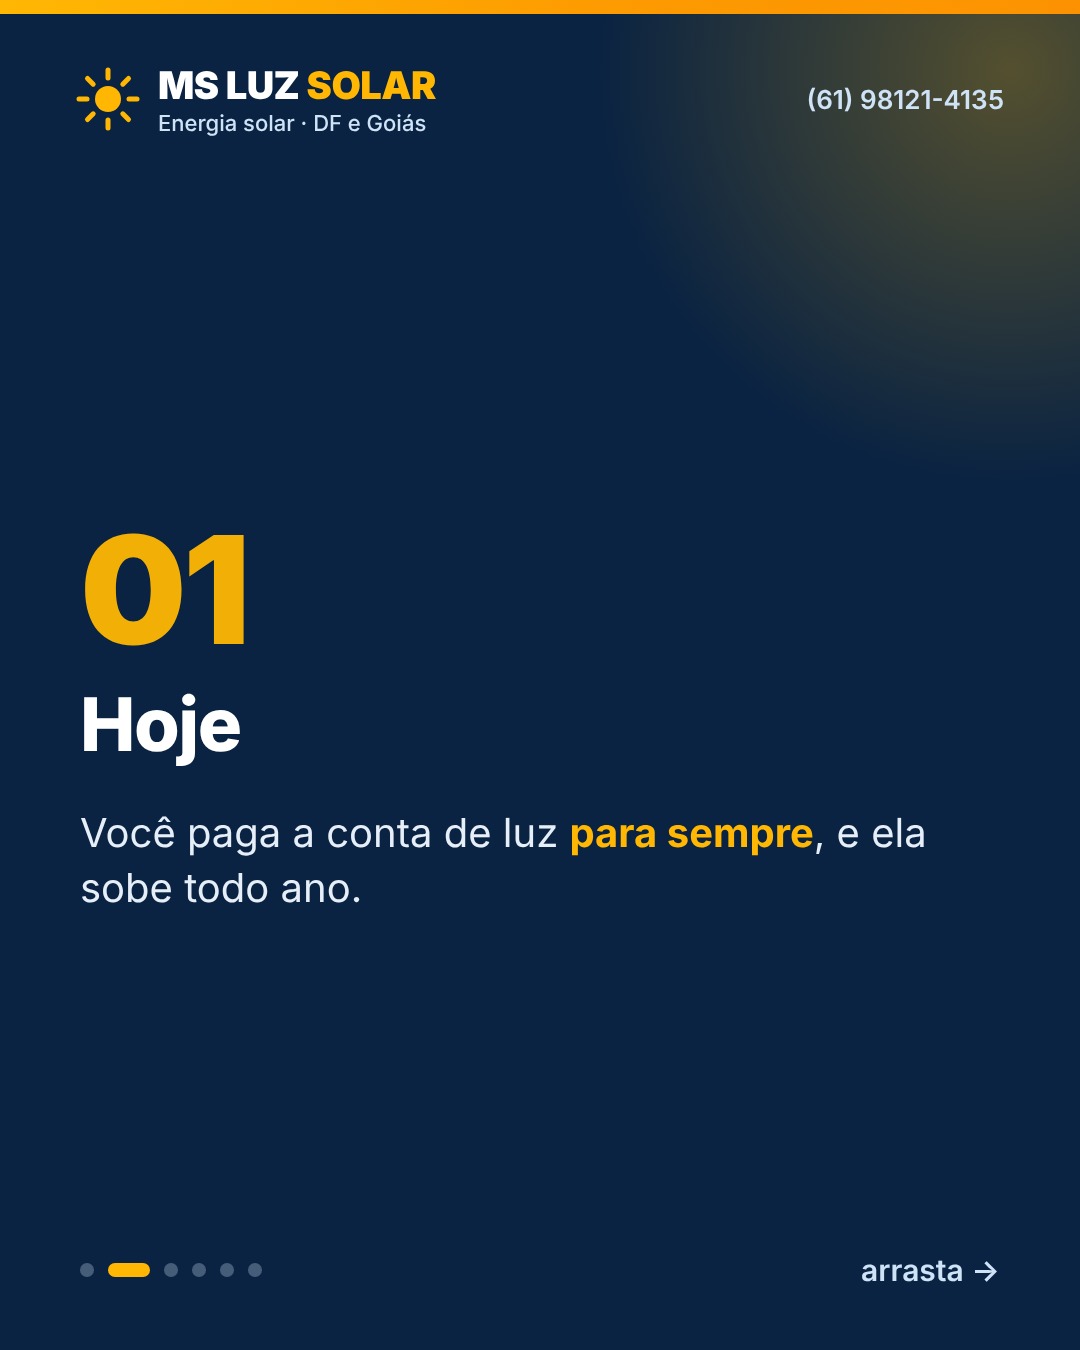 MS LUZ SOLAR
Energia solar · DF e Goiás
(61) 98121-4135
01
Hoje
Você paga a conta de luz para sempre, e ela
sobe todo ano.
arrasta →